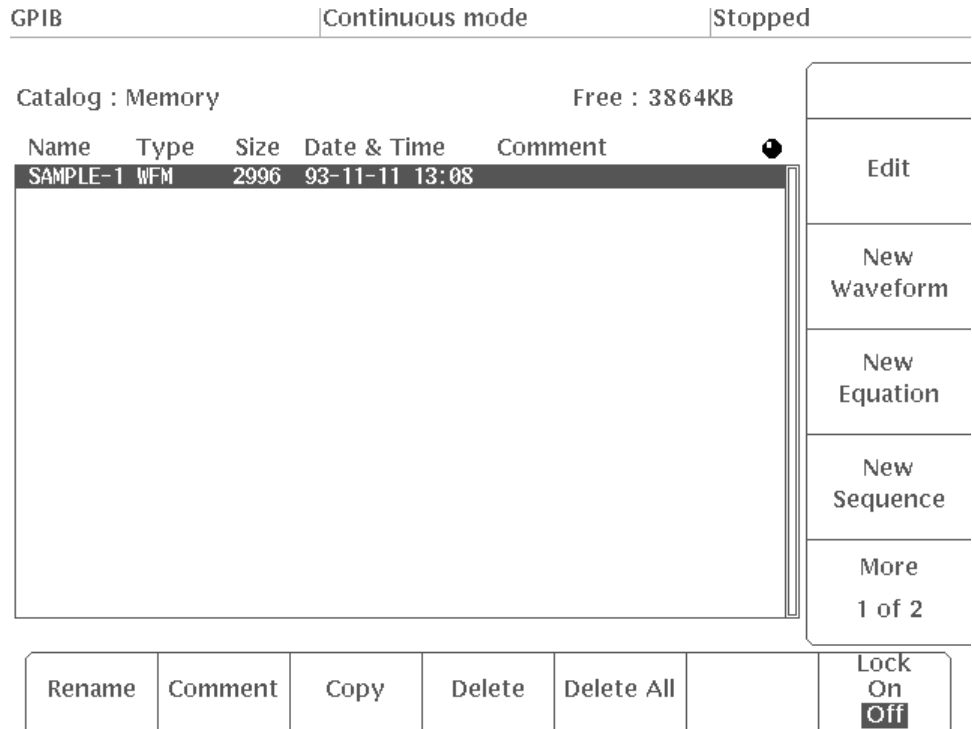 GPIB Continuous mode Stopped
Catalog : Memory Free : 3864KB
Name Type Size Date & Time Comment
SAMPLE-1 WFM 2996 93-11-11 13:08
Edit
New
Waveform
New
Equation
New
Sequence
More
1 of 2
Rename Comment Copy Delete Delete All
Lock
On
Off